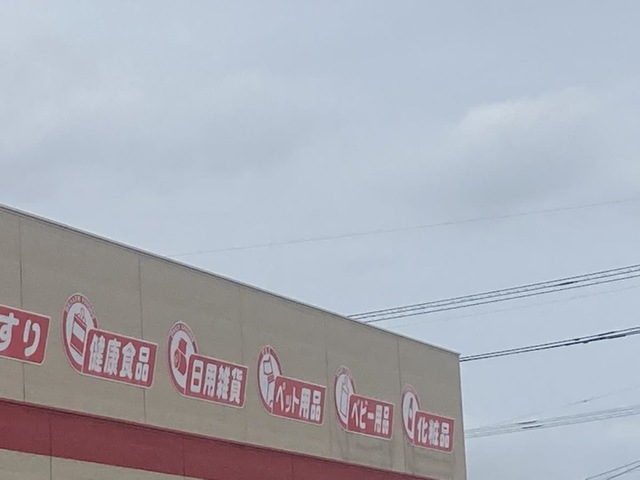 すり
健康食品
日用雑貨
ペット用品
ベビー用品
化粧品